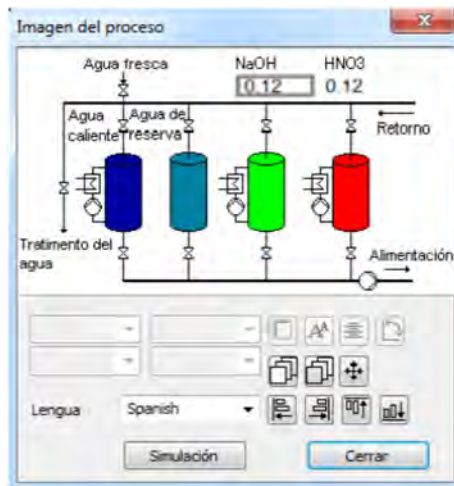 Imagen del proceso
Agua fresca
NaOH
HNO3
0.12
0.12
Agua caliente
Agua de reserva
Retorno
Tratimento del agua
Alimentación
Lengua
Spanish
Simulación
Cerrar